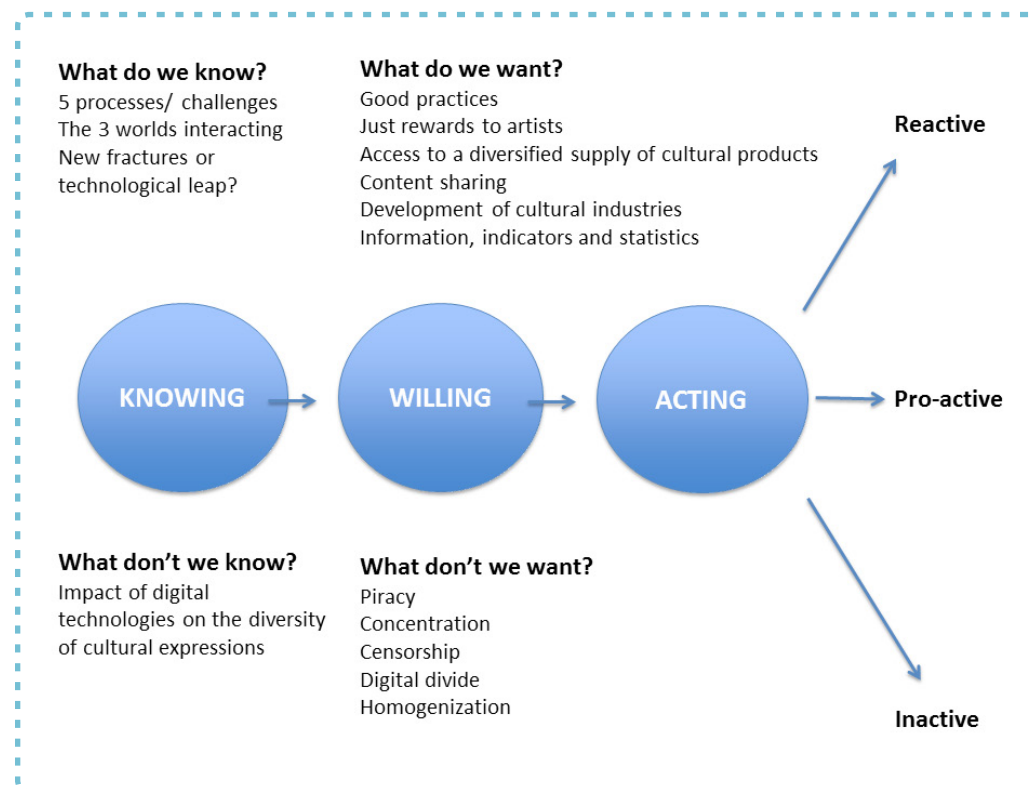 What do we know?
5 processes/ challenges
The 3 worlds interacting
New fractures or
technological leap?
What do we want?
Good practices
Just rewards to artists
Access to a diversified supply of cultural products
Content sharing
Development of cultural industries
Information, indicators and statistics
Reactive
KNOWING
WILLING
ACTING
Pro-active
What don’t we know?
Impact of digital
technologies on the diversity
of cultural expressions
What don’t we want?
Piracy
Concentration
Censorship
Digital divide
Homogenization
Inactive